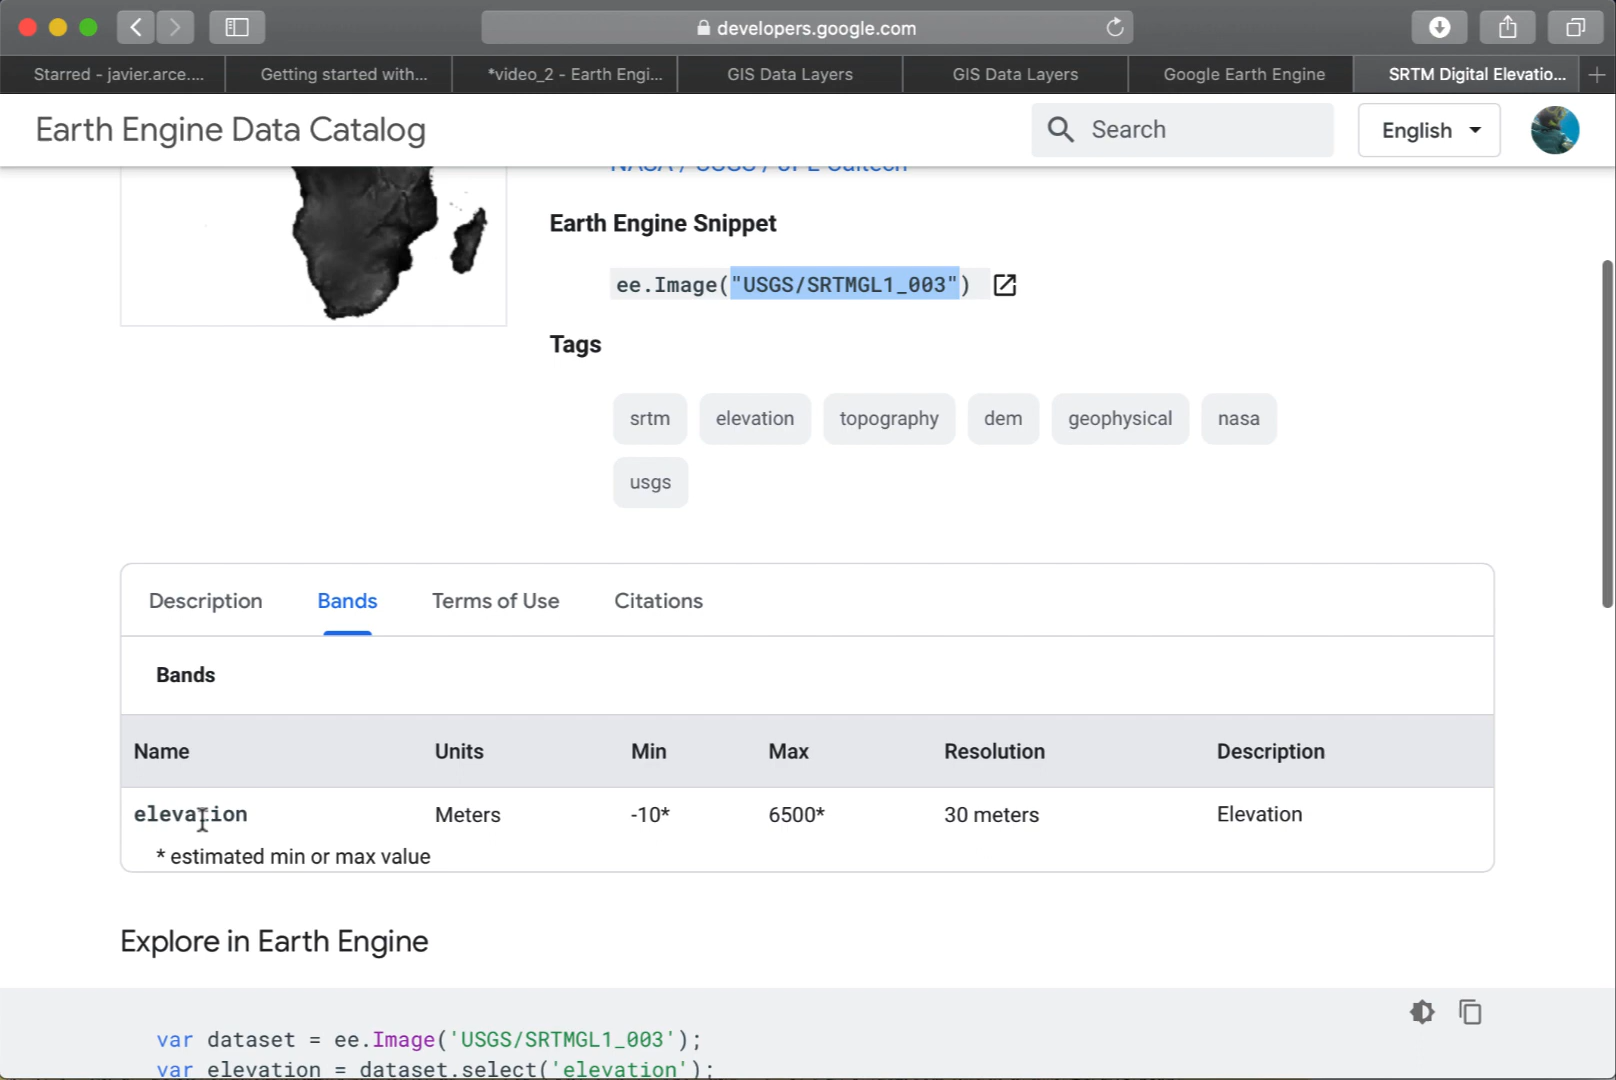 developers.google.com
Starred - javier.arce....
Getting started with...
*video_2 - Earth Engi...
GIS Data Layers
GIS Data Layers
Google Earth Engine
SRTM Digital Elevatio...
Earth Engine Data Catalog
Search
English
NASA / USGS / JPL-Caltech
Earth Engine Snippet
ee.Image("USGS/SRTMGL1_003")
Tags
srtm
elevation
topography
dem
geophysical
nasa
usgs
Description
Bands
Terms of Use
Citations
Bands
Name Units Min Max Resolution Description
elevation Meters -10* 6500* 30 meters Elevation
* estimated min or max value
Explore in Earth Engine
var dataset = ee.Image('USGS/SRTMGL1_003');
var elevation = dataset.select('elevation');